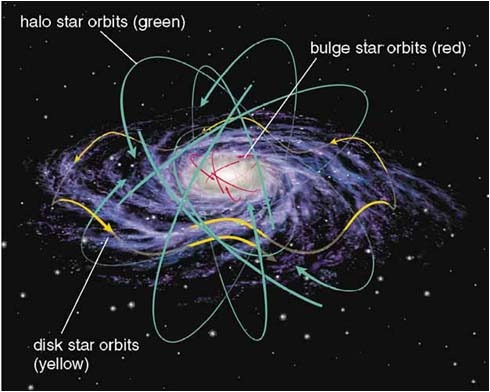 halo star orbits (green)
bulge star orbits (red)
disk star orbits
(yellow)